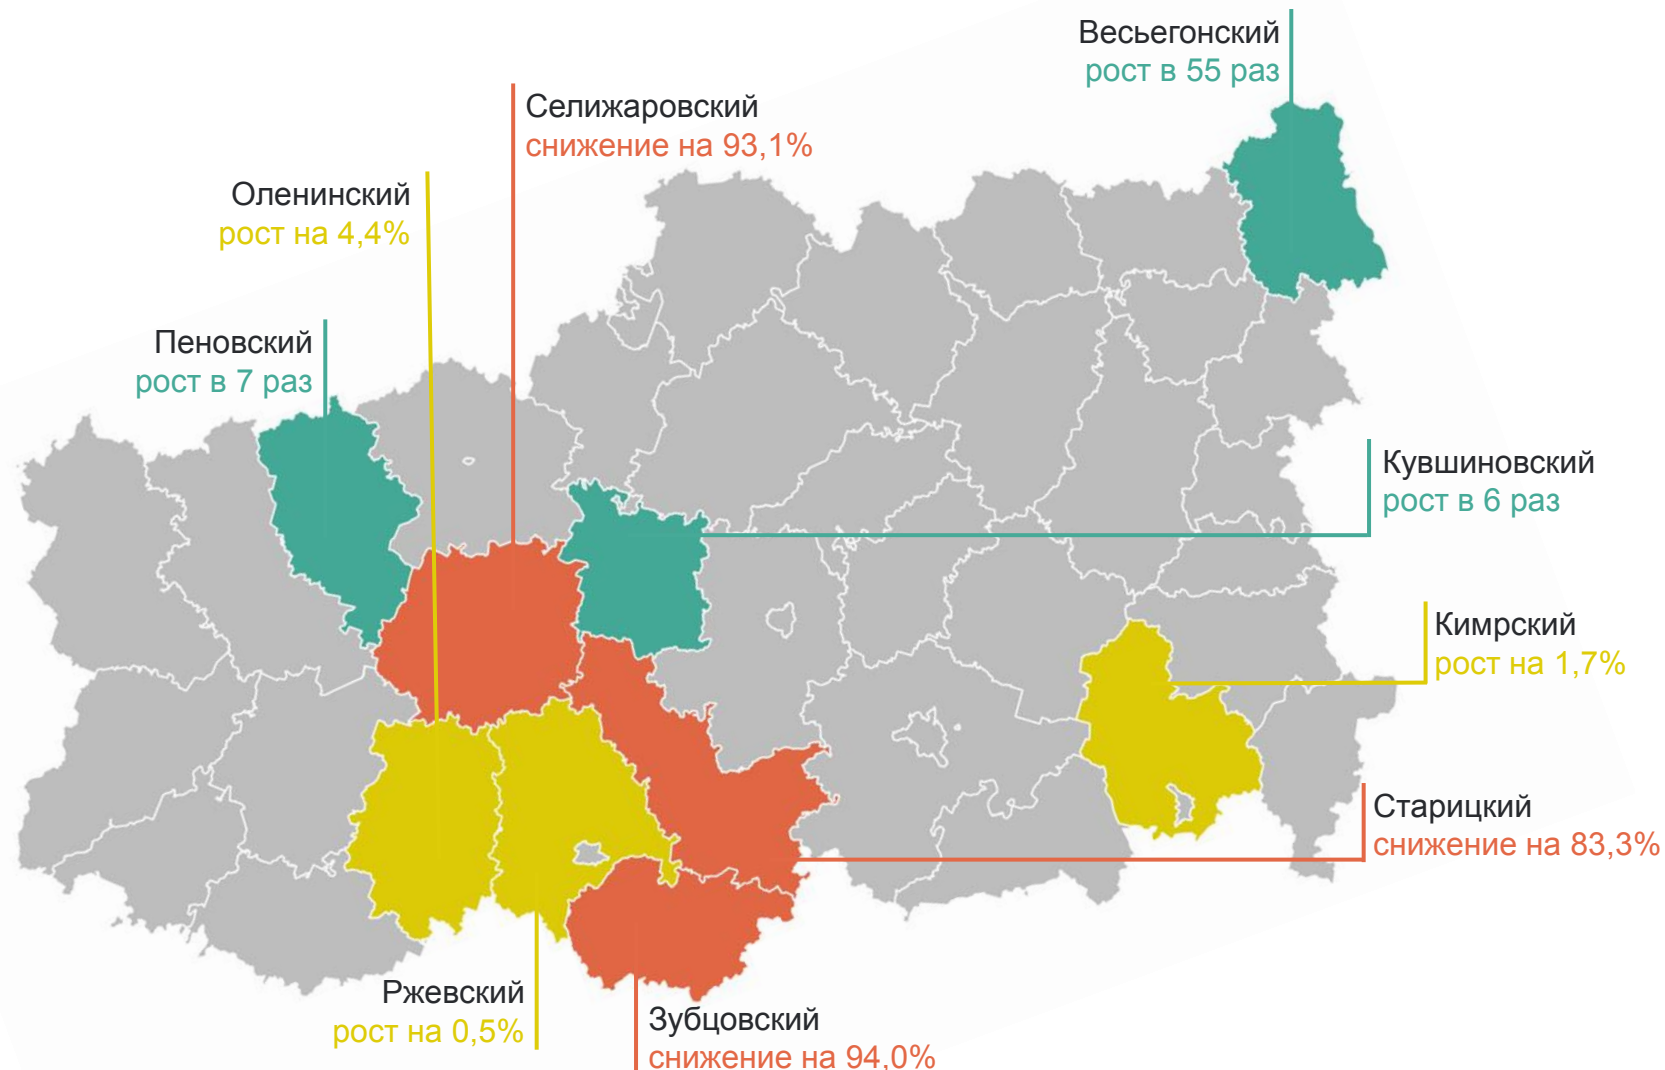 Весьегонский
рост в 55 раз
Селижаровский
снижение на 93,1%
Оленинский
рост на 4,4%
Пеновский
рост в 7 раз
Кувшиновский
рост в 6 раз
Кимрский
рост на 1,7%
Старицкий
снижение на 83,3%
Ржевский
рост на 0,5%
Зубцовский
снижение на 94,0%